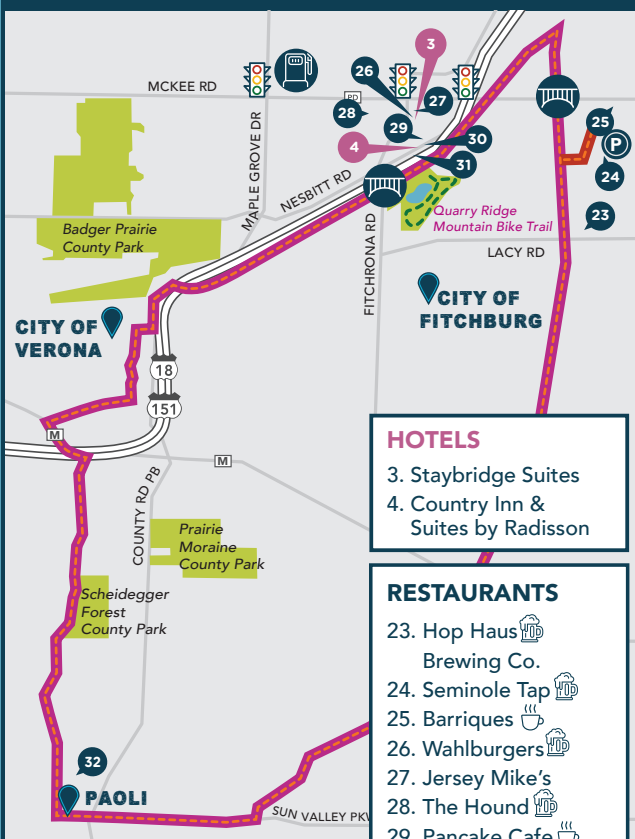 3
26
MCKEE RD
PD
27
28
25
29
P
30
4
31
24
MAPLE GROVE DR
NESBITT RD
Quarry Ridge
Mountain Bike Trail
23
Badger Prairie
County Park
FITCHRONA RD
LACY RD
CITY OF
FITCHBURG
CITY OF
VERONA
18
151
M
M
HOTELS
3. Staybridge Suites
4. Country Inn &
Suites by Radisson
COUNTY RD PB
Prairie
Moraine
County Park
Scheidegger
Forest
County Park
RESTAURANTS
23. Hop Haus
Brewing Co.
24. Seminole Tap
25. Barriques
26. Wahlburgers
27. Jersey Mike's
28. The Hound
29. Pancake Cafe
32
PAOLI
SUN VALLEY PKW